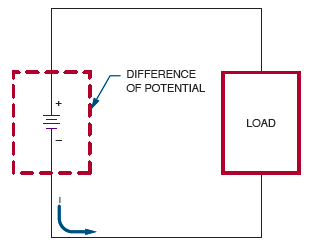 DIFFERENCE
OF POTENTIAL
+
LOAD
−
I